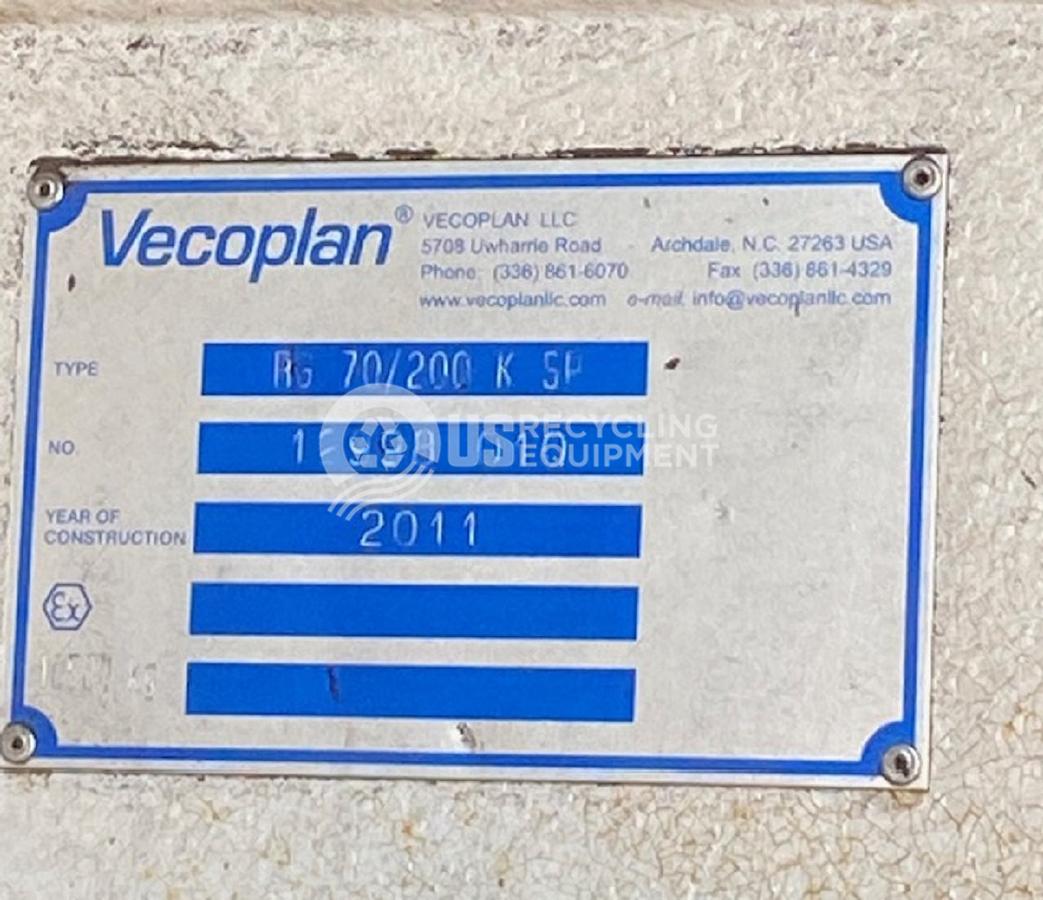 Vecoplan® VECOPLAN LLC
5708 Uwharrie Road - Archdale, N.C. 27263 USA
Phone: (336) 861-6070 Fax (336) 861-4329
www.vecoplanllc.com e-mail: info@vecoplanllc.com
TYPE RG 70/200 K SP
NO.
US RECYCLING
EQUIPMENT
YEAR OF
CONSTRUCTION 2011
Ex